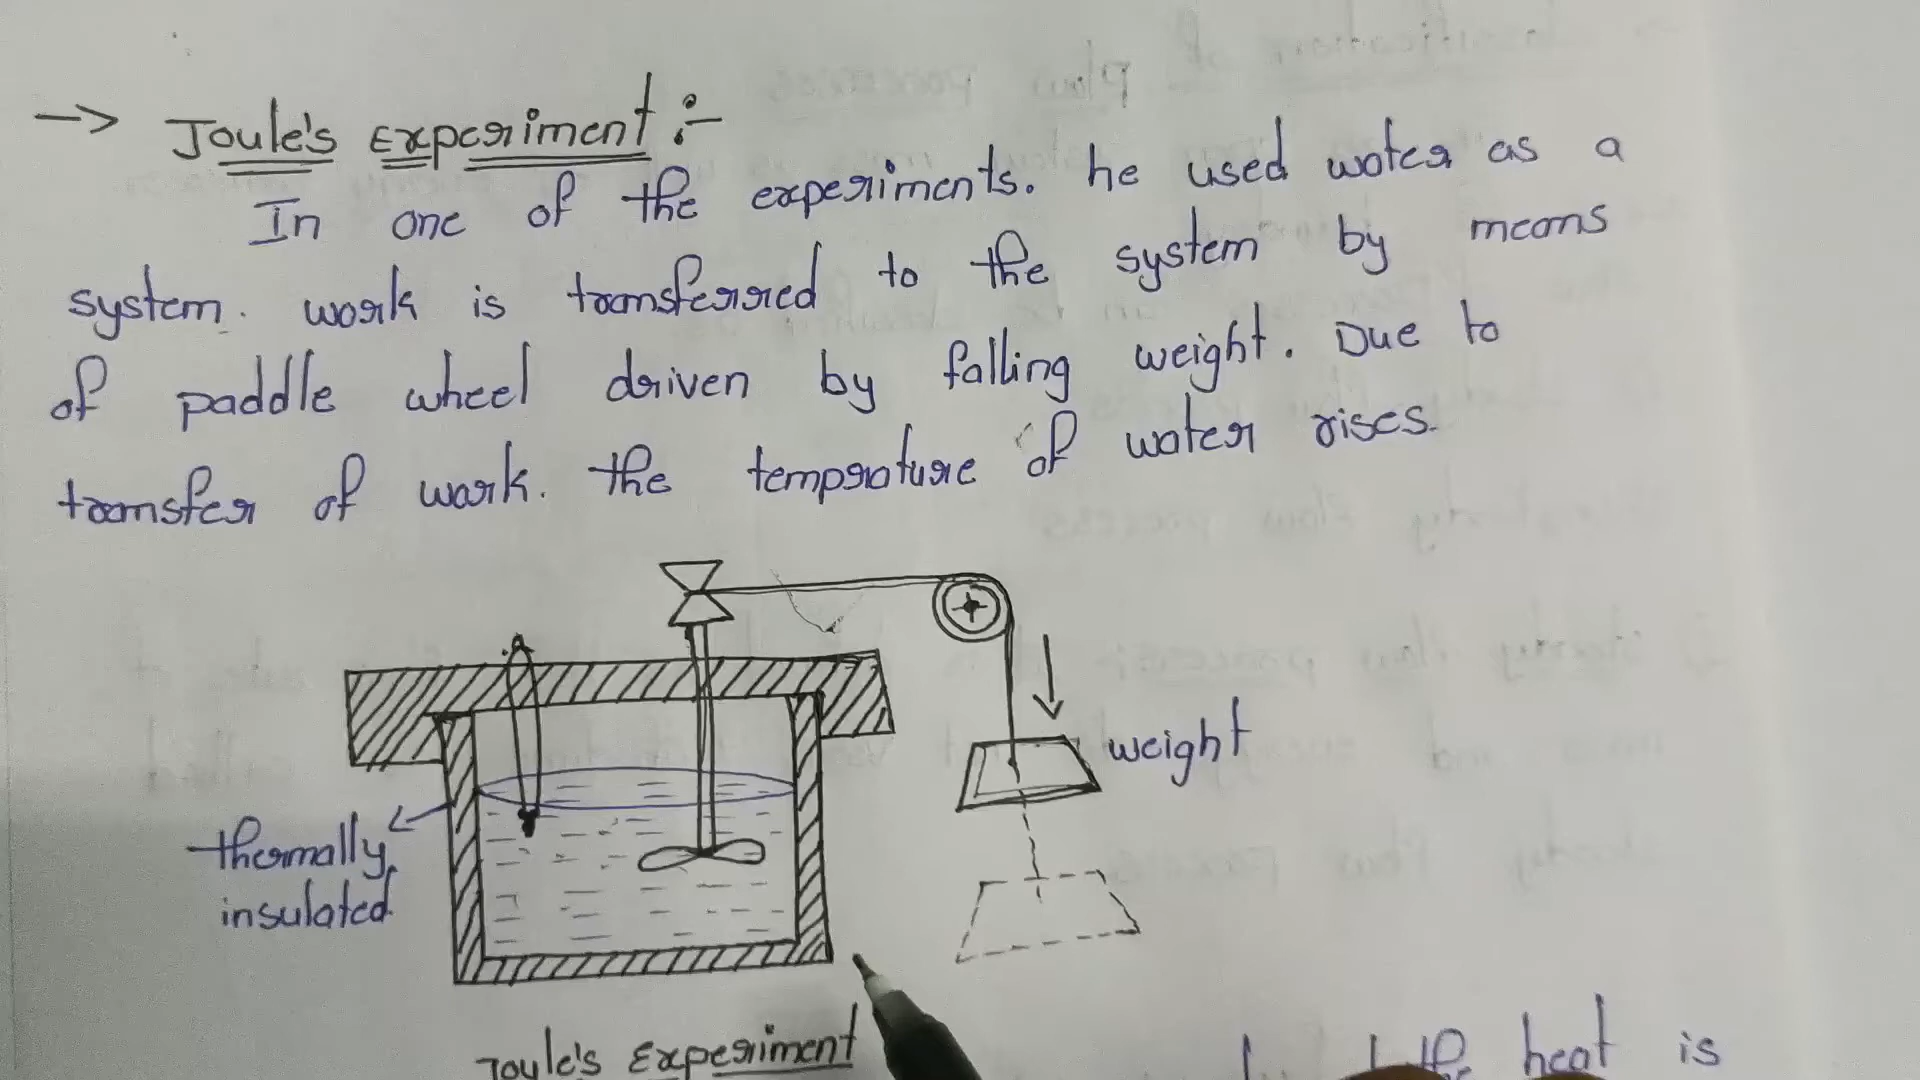 → Joule's Experiment :-
In one of the experiments. he used water as a
system. work is transferred to the system by means
of paddle wheel driven by falling weight. Due to
transfer of work. the temprature of water rises.
weight
thermally
insulated
Joule's Experiment
the heat is